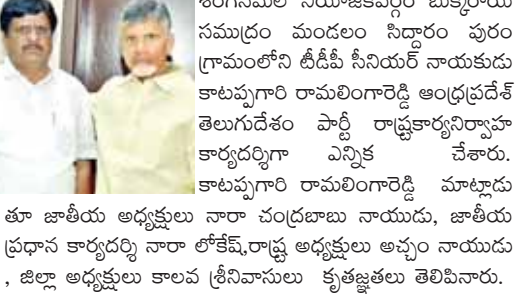 శింగనమల నియోజకవర్గం బుక్కరాయ
సముద్రం మండలం సిద్దారం పురం
గ్రామంలోని టీడీపీ సీనియర్ నాయకుడు
కాటప్పగారి రామలింగారెడ్డి ఆంధ్రప్రదేశ్
తెలుగుదేశం పార్టీ రాష్ట్రకార్యనిర్వాహ
కార్యదర్శిగా ఎన్నిక చేశారు.
కాటప్పగారి రామలింగారెడ్డి మాట్లాడు
తూ జాతీయ అధ్యక్షులు నారా చంద్రబాబు నాయుడు, జాతీయ
ప్రధాన కార్యదర్శి నారా లోకేష్,రాష్ట్ర అధ్యక్షులు అచ్చం నాయుడు
, జిల్లా అధ్యక్షులు కాలవ శ్రీనివాసులు కృతజ్ఞతలు తెలిపినారు.